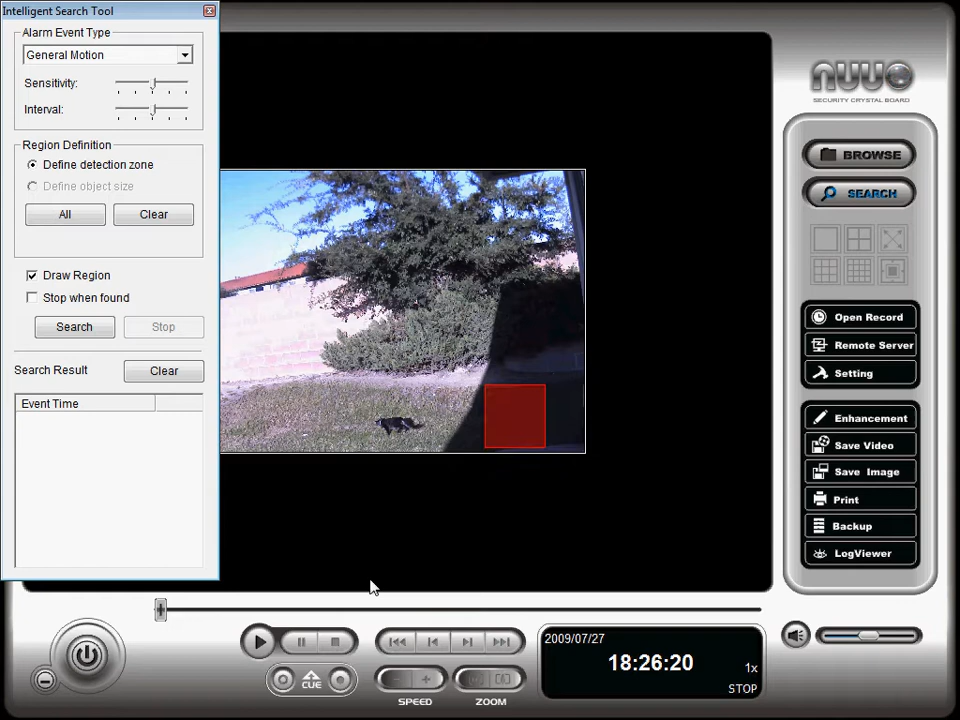 Intelligent Search Tool
Alarm Event Type
General Motion
Sensitivity:
Interval:
Region Definition
Define detection zone
Define object size
All
Clear
Draw Region
Stop when found
Search
Stop
Search Result
Clear
Event Time
nuuo
SECURITY CRYSTAL BOARD
BROWSE
SEARCH
Open Record
Remote Server
Setting
Enhancement
Save Video
Save Image
Print
Backup
LogViewer
CUE
SPEED
ZOOM
2009/07/27
18:26:20
1x
STOP